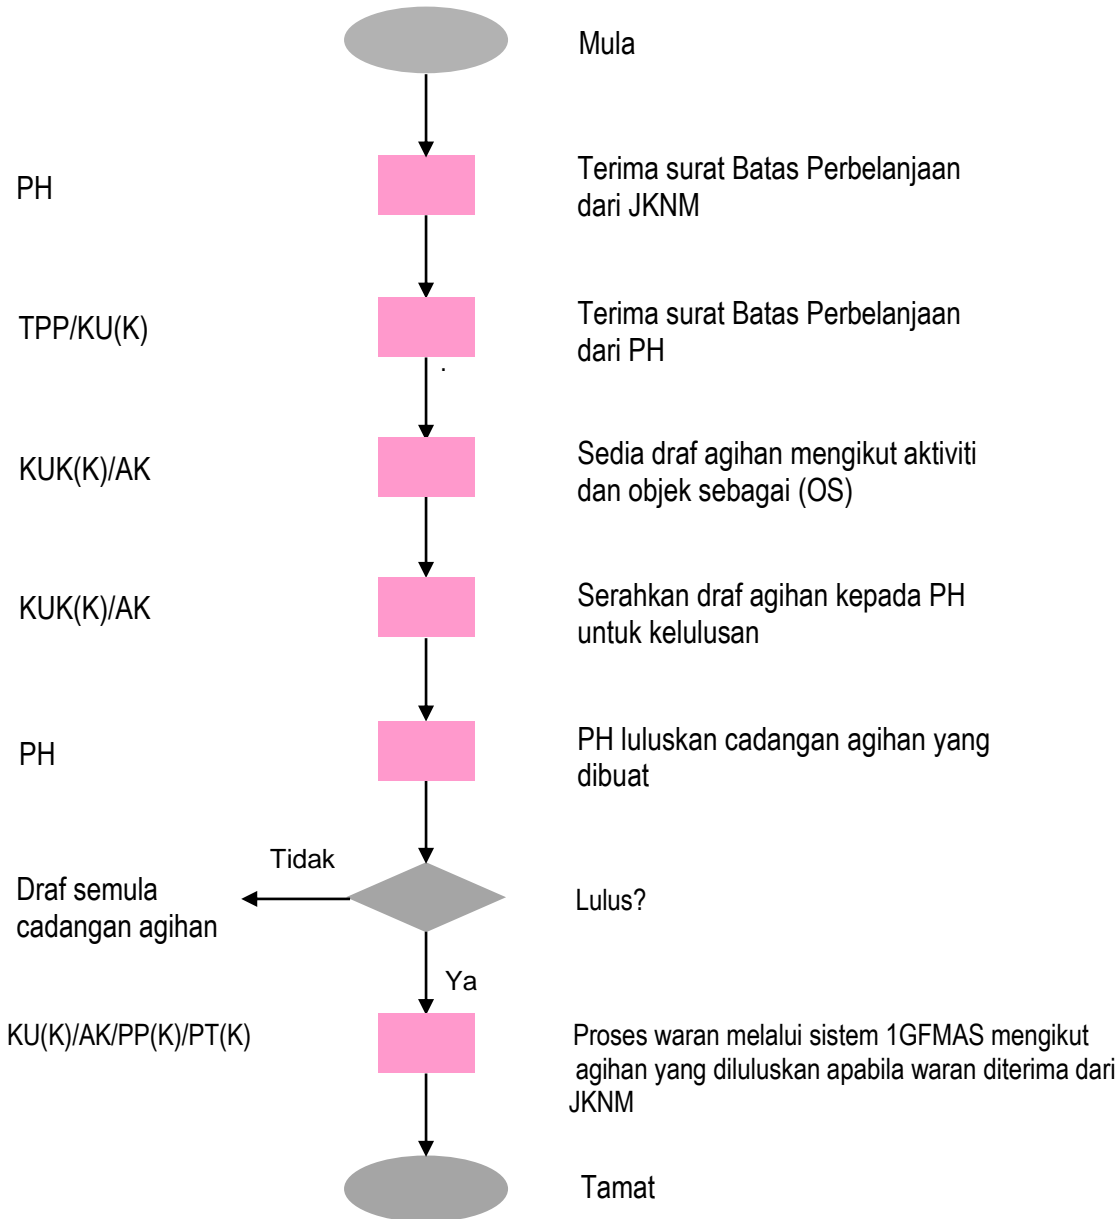 Mula
PH
Terima surat Batas Perbelanjaan
dari JKNM
TPP/KU(K)
Terima surat Batas Perbelanjaan
dari PH
.
KUK(K)/AK
Sedia draf agihan mengikut aktiviti
dan objek sebagai (OS)
KUK(K)/AK
Serahkan draf agihan kepada PH
untuk kelulusan
PH
PH luluskan cadangan agihan yang
dibuat
Tidak
Draf semula
cadangan agihan
Lulus?
Ya
KU(K)/AK/PP(K)/PT(K)
Proses waran melalui sistem 1GFMAS mengikut
agihan yang diluluskan apabila waran diterima dari
JKNM
Tamat